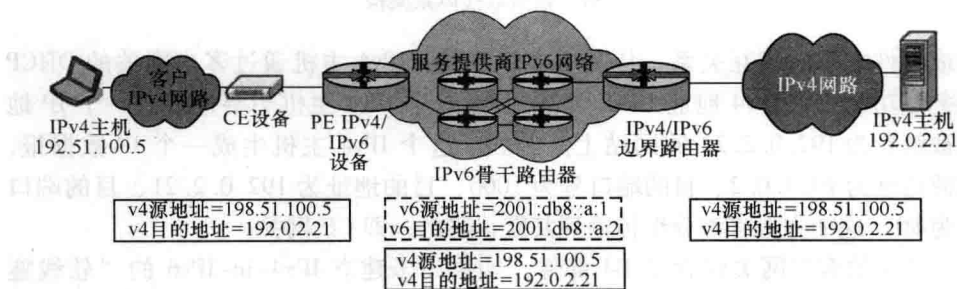 客户
IPv4网络
服务提供商IPv6网络
IPv4网络
IPv4主机
192.51.100.5
CE设备
PE IPv4/
IPv6
设备
IPv4/IPv6
边界路由器
IPv4主机
192.0.2.21
IPv6骨干路由器
v4源地址=198.51.100.5
v4目的地址=192.0.2.21
v6源地址=2001:db8::a:1
v6目的地址=2001:db8::a:2
v4源地址=198.51.100.5
v4目的地址=192.0.2.21
v4源地址=198.51.100.5
v4目的地址=192.0.2.21